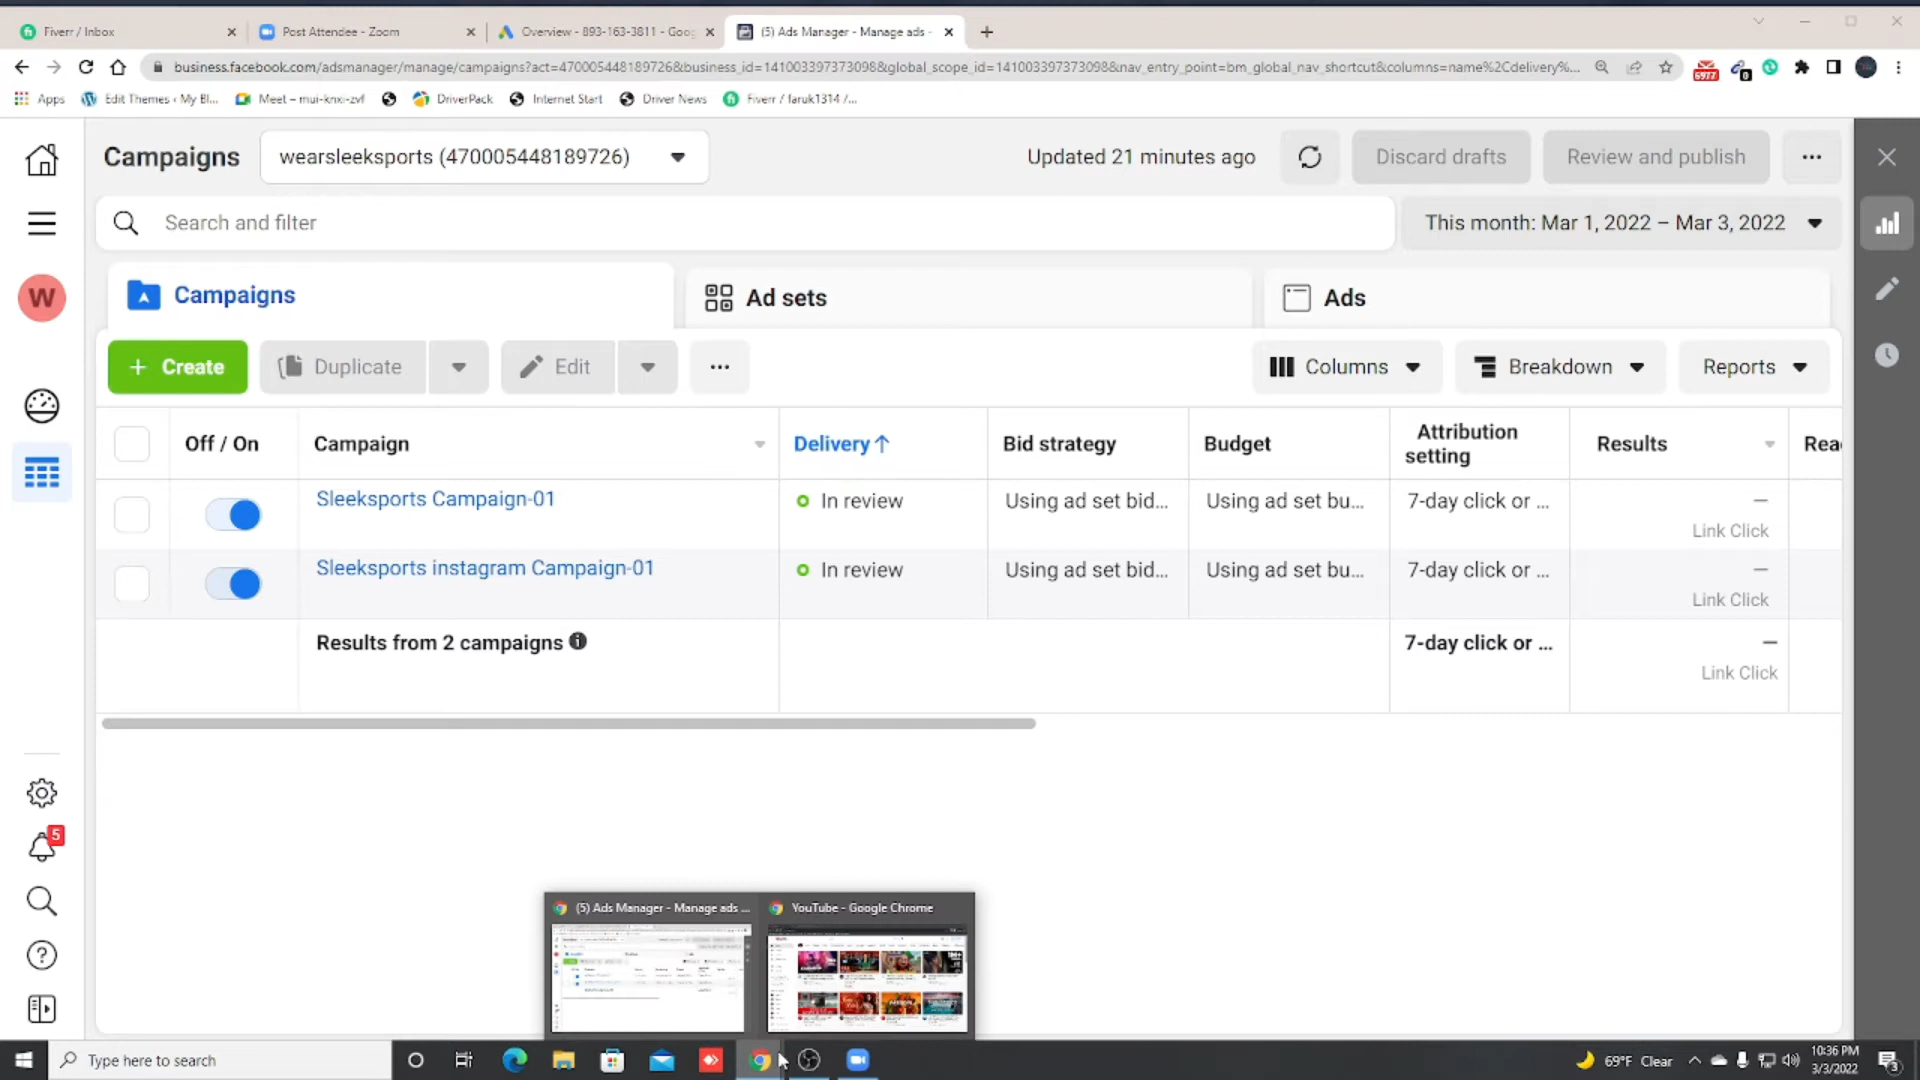 Fiverr / Inbox
Post Attendee - Zoom
Overview - 893-163-3811 - Goog
(5) Ads Manager - Manage ads -
business.facebook.com/adsmanager/manage/campaigns?act=470005448189726&business_id=141003397373098&global_scope_id=141003397373098&nav_entry_point=bm_global_nav_shortcut&columns=name%2Cdelivery%...
6977
0
Apps
Edit Themes ‹ My Bl...
Meet – mui-knxi-zvf
DriverPack
Internet Start
Driver News
Fiverr / faruk1314 /...
Campaigns
wearsleeksports (470005448189726)
Updated 21 minutes ago
Discard drafts
Review and publish
Search and filter
This month: Mar 1, 2022 – Mar 3, 2022
W
Campaigns
Ad sets
Ads
+ Create
Duplicate
Edit
Columns
Breakdown
Reports
Off / On
Campaign
Delivery ↑
Bid strategy
Budget
Attribution setting
Results
Rea
Sleeksports Campaign-01
In review
Using ad set bid...
Using ad set bu...
7-day click or ...
—
Link Click
Sleeksports instagram Campaign-01
In review
Using ad set bid...
Using ad set bu...
7-day click or ...
—
Link Click
Results from 2 campaigns
7-day click or ...
—
Link Click
5
(5) Ads Manager - Manage ads ...
YouTube - Google Chrome
Type here to search
69°F Clear
10:36 PM
3/3/2022
3